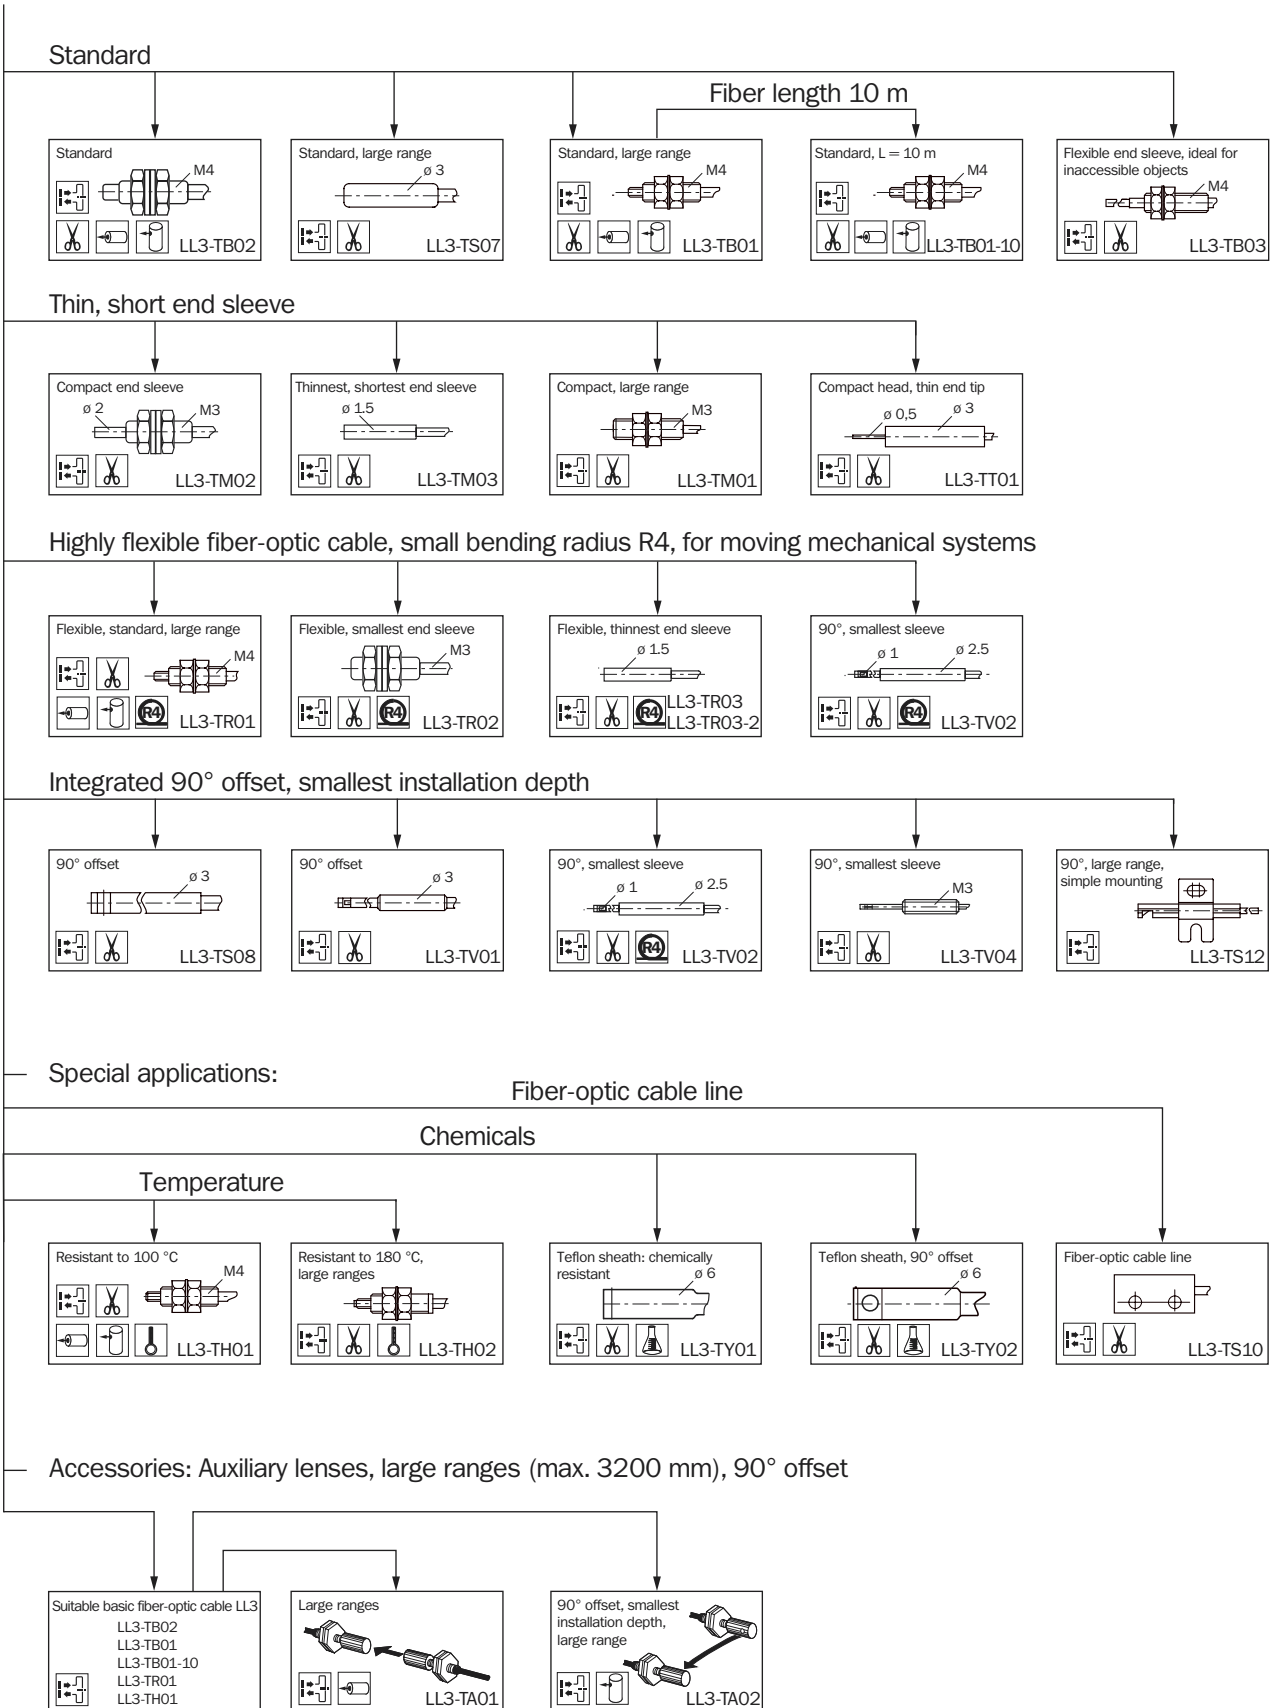 Standard
Fiber length 10 m
Standard
M4
LL3-TB02
Standard, large range
ø 3
LL3-TS07
Standard, large range
M4
LL3-TB01
Standard, L = 10 m
M4
LL3-TB01-10
Flexible end sleeve, ideal for
inaccessible objects
M4
LL3-TB03
Thin, short end sleeve
Compact end sleeve
ø 2
M3
LL3-TM02
Thinnest, shortest end sleeve
ø 1.5
LL3-TM03
Compact, large range
M3
LL3-TM01
Compact head, thin end tip
ø 0,5
ø 3
LL3-TT01
Highly flexible fiber-optic cable, small bending radius R4, for moving mechanical systems
Flexible, standard, large range
M4
R4
LL3-TR01
Flexible, smallest end sleeve
M3
R4
LL3-TR02
Flexible, thinnest end sleeve
ø 1.5
R4
LL3-TR03
LL3-TR03-2
90°, smallest sleeve
ø 1
ø 2.5
R4
LL3-TV02
Integrated 90° offset, smallest installation depth
90° offset
ø 3
LL3-TS08
90° offset
ø 3
LL3-TV01
90°, smallest sleeve
ø 1
ø 2.5
R4
LL3-TV02
90°, smallest sleeve
M3
LL3-TV04
90°, large range,
simple mounting
LL3-TS12
Special applications:
Fiber-optic cable line
Chemicals
Temperature
Resistant to 100 °C
M4
LL3-TH01
Resistant to 180 °C,
large ranges
LL3-TH02
Teflon sheath: chemically
resistant
ø 6
LL3-TY01
Teflon sheath, 90° offset
ø 6
LL3-TY02
Fiber-optic cable line
LL3-TS10
Accessories: Auxiliary lenses, large ranges (max. 3200 mm), 90° offset
Suitable basic fiber-optic cable LL3
LL3-TB02
LL3-TB01
LL3-TB01-10
LL3-TR01
LL3-TH01
Large ranges
LL3-TA01
90° offset, smallest
installation depth,
large range
LL3-TA02